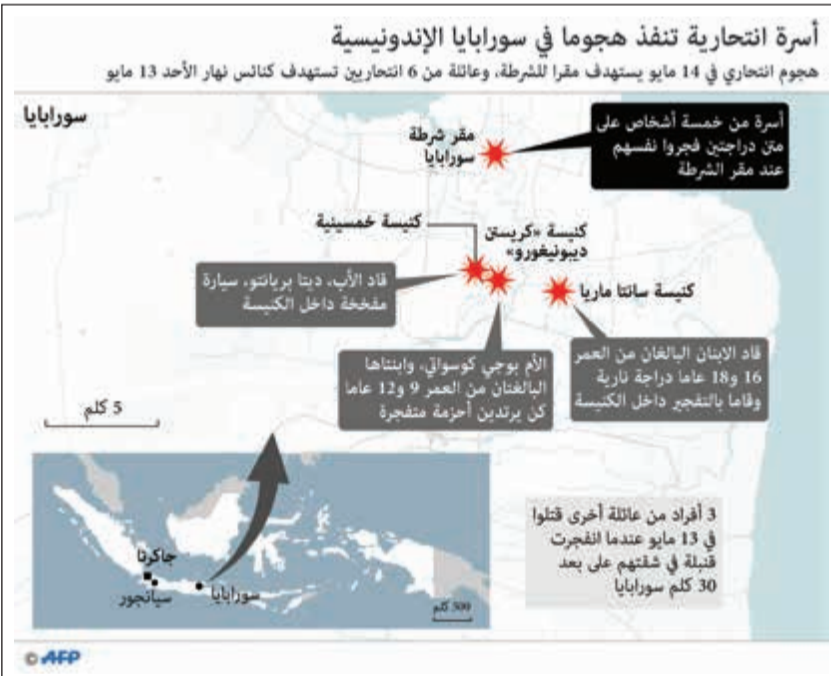 أسرة انتحارية تنفذ هجوما في سورابايا الإندونيسية
هجوم انتحاري في 14 مايو يستهدف مقرا للشرطة، وعائلة من 6 انتحاريين تستهدف كنائس نهار الأحد 13 مايو
سورابايا
أسرة من خمسة أشخاص على
متن دراجتين فجروا نفسهم
عند مقر الشرطة
مقر شرطة
سورابايا
كنيسة خمسينية
كنيسة «كريستن
ديبونيغورو»
كنيسة سانتا ماريا
قاد الأب، ديتا بريانتو، سيارة
مفخخة داخل الكنيسة
الأم بوجي كوسواتي، وابنتاها
البالغتان من العمر 9 و12 عاما
كن يرتدين أحزمة متفجرة
قاد الابنان البالغان من العمر
16 و18 عاما دراجة نارية
وقاما بالتفجير داخل الكنيسة
5 كلم
3 أفراد من عائلة أخرى قتلوا
في 13 مايو عندما انفجرت
قنبلة في شقتهم على بعد
30 كلم سورابايا
جاكرتا
سيانجور
سورابايا
500 كلم
© AFP